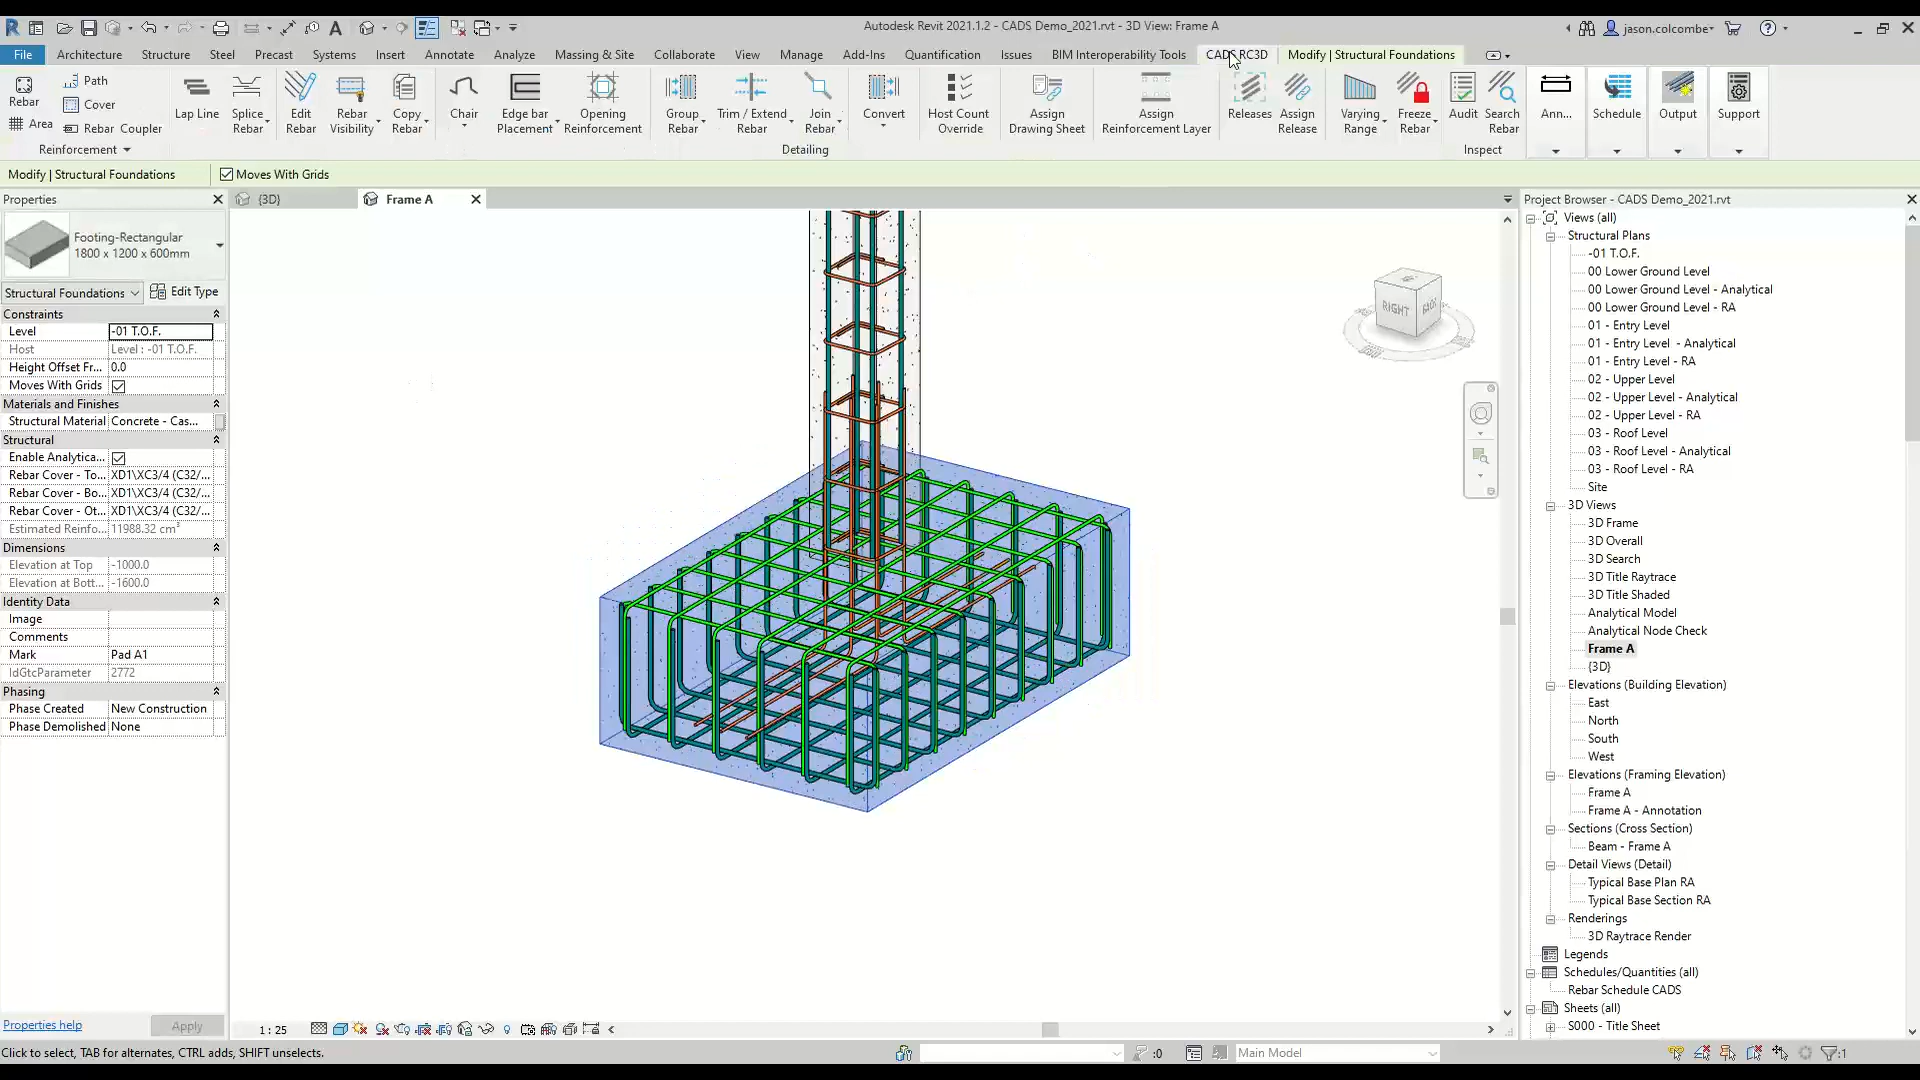 Autodesk Revit 2021.1.2 - CADS Demo_2021.rvt - 3D View: Frame A
jason.colcombe
File Architecture Structure Steel Precast Systems Insert Annotate Analyze Massing & Site Collaborate View Manage Add-Ins Quantification Issues BIM Interoperability Tools CADS RC3D Modify | Structural Foundations
Rebar Path
Cover
Area Rebar Coupler
Lap Line
Splice Rebar
Edit Rebar
Rebar Visibility
Copy Rebar
Chair
Edge bar Placement
Opening Reinforcement
Group Rebar
Trim / Extend Rebar
Join Rebar
Convert
Host Count Override
Assign Drawing Sheet
Assign Reinforcement Layer
Releases
Assign Release
Varying Range
Freeze Rebar
Audit
Search Rebar
Ann...
Schedule
Output
Support
Reinforcement Detailing Inspect
Modify | Structural Foundations Moves With Grids
Properties
{3D} Frame A
Project Browser - CADS Demo_2021.rvt
Footing-Rectangular
1800 x 1200 x 600mm
Structural Foundations Edit Type
Constraints
Level -01 T.O.F.
Host Level : -01 T.O.F.
Height Offset Fr... 0.0
Moves With Grids
Materials and Finishes
Structural Material Concrete - Cas...
Structural
Enable Analytica...
Rebar Cover - To... XD1\XC3/4 (C32/...
Rebar Cover - Bo... XD1\XC3/4 (C32/...
Rebar Cover - Ot... XD1\XC3/4 (C32/...
Estimated Reinfo... 11988.32 cm³
Dimensions
Elevation at Top -1000.0
Elevation at Bott... -1600.0
Identity Data
Image
Comments
Mark Pad A1
IdGtcParameter 2772
Phasing
Phase Created New Construction
Phase Demolished None
Properties help Apply
RIGHT
Views (all)
Structural Plans
-01 T.O.F.
00 Lower Ground Level
00 Lower Ground Level - Analytical
00 Lower Ground Level - RA
01 - Entry Level
01 - Entry Level - Analytical
01 - Entry Level - RA
02 - Upper Level
02 - Upper Level - Analytical
02 - Upper Level - RA
03 - Roof Level
03 - Roof Level - Analytical
03 - Roof Level - RA
Site
3D Views
3D Frame
3D Overall
3D Search
3D Title Raytrace
3D Title Shaded
Analytical Model
Analytical Node Check
Frame A
{3D}
Elevations (Building Elevation)
East
North
South
West
Elevations (Framing Elevation)
Frame A
Frame A - Annotation
Sections (Cross Section)
Beam - Frame A
Detail Views (Detail)
Typical Base Plan RA
Typical Base Section RA
Renderings
3D Raytrace Render
Legends
Schedules/Quantities (all)
Rebar Schedule CADS
Sheets (all)
S000 - Title Sheet
1 : 25
Click to select, TAB for alternates, CTRL adds, SHIFT unselects.
:0
Main Model
:1